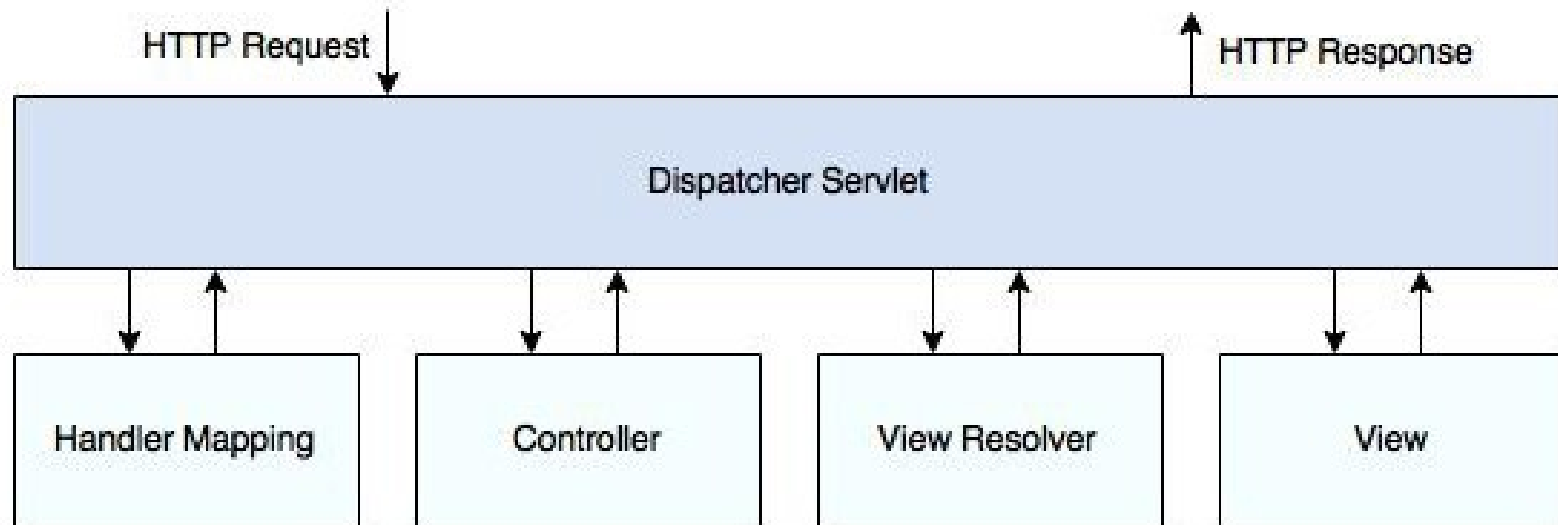 HTTP Request
HTTP Response
Dispatcher Servlet
Handler Mapping
Controller
View Resolver
View